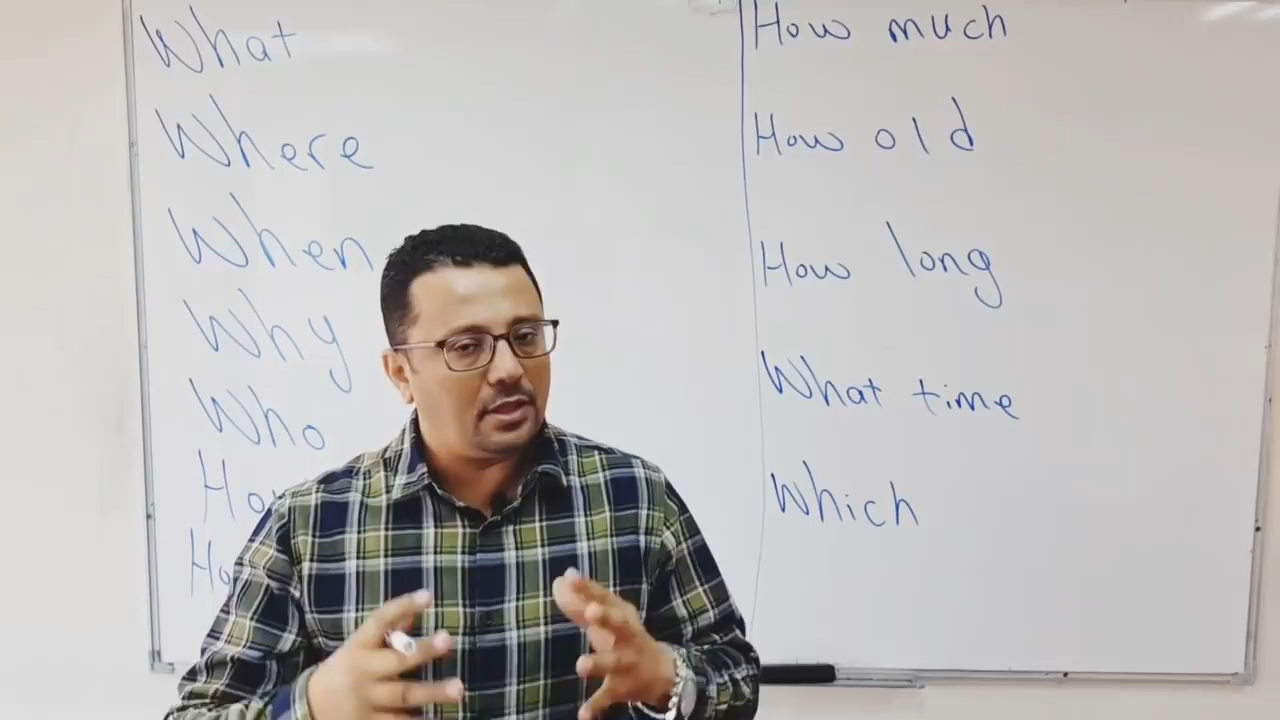 What
Where
When
Why
Who
How much
How old
How long
What time
Which